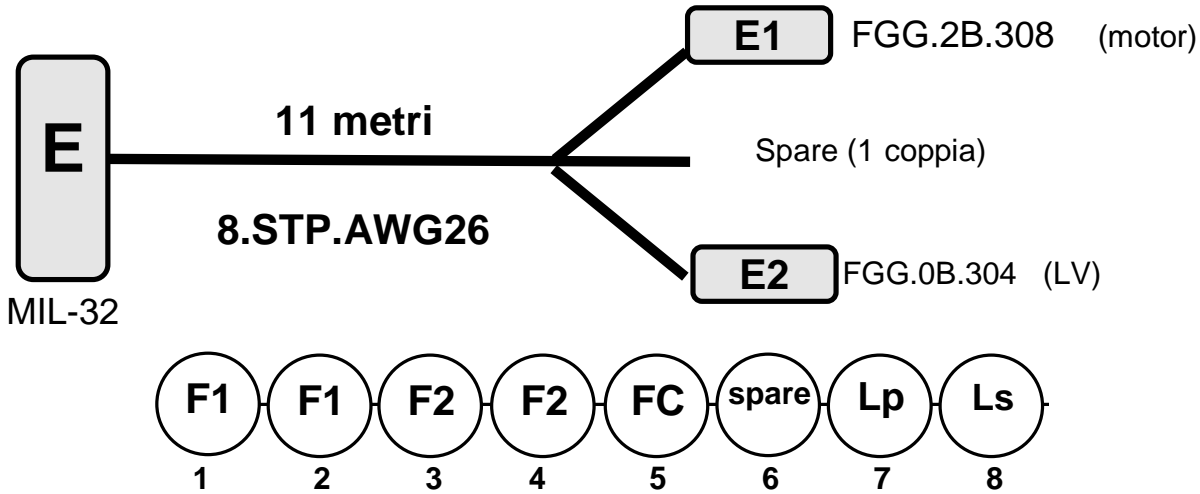 E1 FGG.2B.308 (motor)
E 11 metri
Spare (1 coppia)
8.STP.AWG26
E2 FGG.0B.304 (LV)
MIL-32
F1 F1 F2 F2 FC spare Lp Ls
1 2 3 4 5 6 7 8